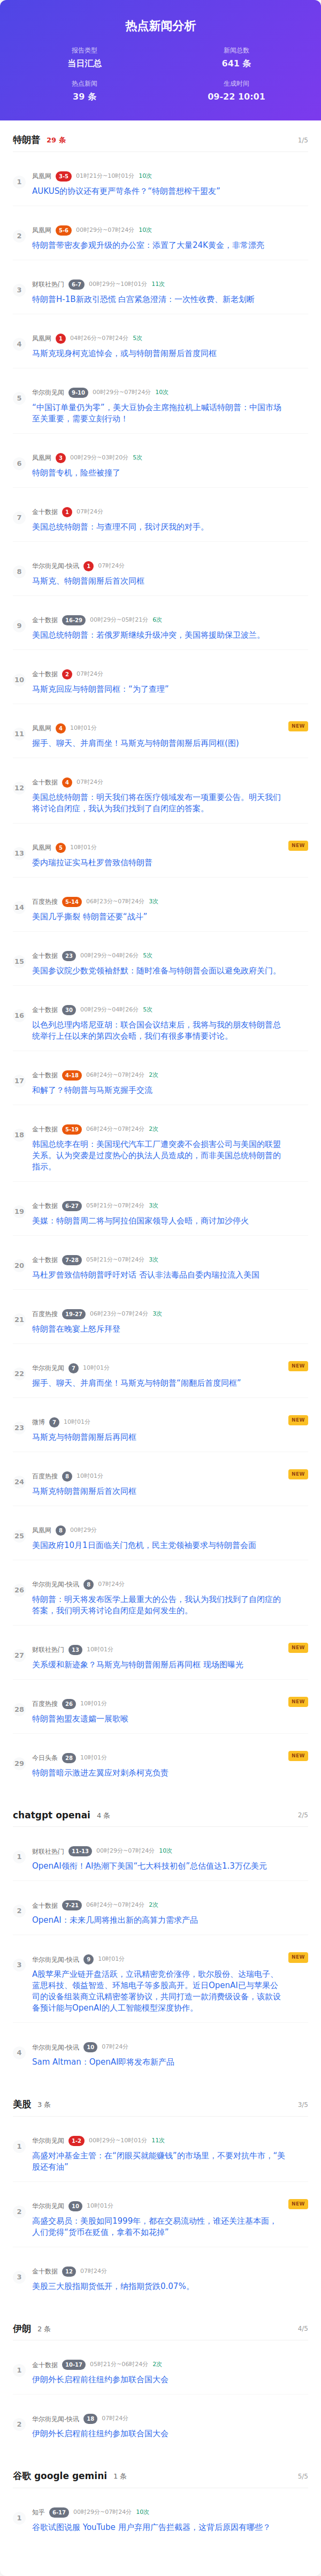 热点新闻分析
报告类型
当日汇总
新闻总数
641 条
热点新闻
39 条
生成时间
09-22 10:01
特朗普 29 条 1/5
1
凤凰网 3-5 01时21分~10时01分 10次
AUKUS的协议还有更严苛条件？“特朗普想榨干盟友”
2
凤凰网 5-6 00时29分~07时24分 10次
特朗普带密友参观升级的办公室：添置了大量24K黄金，非常漂亮
3
财联社热门 6-7 00时29分~10时01分 11次
特朗普H-1B新政引恐慌 白宫紧急澄清：一次性收费、新老划断
4
凤凰网 1 04时26分~07时24分 5次
马斯克现身柯克追悼会，或与特朗普闹掰后首度同框
5
华尔街见闻 9-10 00时29分~07时24分 10次
“中国订单量仍为零”，美大豆协会主席拖拉机上喊话特朗普：中国市场
至关重要，需要立刻行动！
6
凤凰网 3 00时29分~03时20分 5次
特朗普专机，险些被撞了
7
金十数据 1 07时24分
美国总统特朗普：与查理不同，我讨厌我的对手。
8
华尔街见闻-快讯 1 07时24分
马斯克、特朗普闹掰后首次同框
9
金十数据 16-29 00时29分~05时21分 6次
美国总统特朗普：若俄罗斯继续升级冲突，美国将援助保卫波兰。
10
金十数据 2 07时24分
马斯克回应与特朗普同框：“为了查理”
11
凤凰网 4 10时01分 NEW
握手、聊天、并肩而坐！马斯克与特朗普闹掰后再同框(图)
12
金十数据 4 07时24分
美国总统特朗普：明天我们将在医疗领域发布一项重要公告。明天我们
将讨论自闭症，我认为我们找到了自闭症的答案。
13
凤凰网 5 10时01分 NEW
委内瑞拉证实马杜罗曾致信特朗普
14
百度热搜 5-14 06时23分~07时24分 3次
美国几乎撕裂 特朗普还要“战斗”
15
金十数据 23 00时29分~04时26分 5次
美国参议院少数党领袖舒默：随时准备与特朗普会面以避免政府关门。
16
金十数据 30 00时29分~04时26分 5次
以色列总理内塔尼亚胡：联合国会议结束后，我将与我的朋友特朗普总
统举行上任以来的第四次会晤，我们有很多事情要讨论。
17
金十数据 4-18 06时24分~07时24分 2次
和解了？特朗普与马斯克握手交流
18
金十数据 5-19 06时24分~07时24分 2次
韩国总统李在明：美国现代汽车工厂遭突袭不会损害公司与美国的联盟
关系。认为突袭是过度热心的执法人员造成的，而非美国总统特朗普的
指示。
19
金十数据 6-27 05时21分~07时24分 3次
美媒：特朗普周二将与阿拉伯国家领导人会晤，商讨加沙停火
20
金十数据 7-28 05时21分~07时24分 3次
马杜罗曾致信特朗普呼吁对话 否认非法毒品自委内瑞拉流入美国
21
百度热搜 19-27 06时23分~07时24分 3次
特朗普在晚宴上怒斥拜登
22
华尔街见闻 7 10时01分 NEW
握手、聊天、并肩而坐！马斯克与特朗普“闹翻后首度同框”
23
微博 7 10时01分 NEW
马斯克与特朗普闹掰后再同框
24
百度热搜 8 10时01分 NEW
马斯克特朗普闹掰后首次同框
25
凤凰网 8 00时29分
美国政府10月1日面临关门危机，民主党领袖要求与特朗普会面
26
华尔街见闻-快讯 8 07时24分
特朗普：明天将发布医学上最重大的公告，我认为我们找到了自闭症的
答案，我们明天将讨论自闭症是如何发生的。
27
财联社热门 13 10时01分 NEW
关系缓和新迹象？马斯克与特朗普闹掰后再同框 现场图曝光
28
百度热搜 26 10时01分 NEW
特朗普抱盟友遗孀一展歌喉
29
今日头条 28 10时01分 NEW
特朗普暗示激进左翼应对刺杀柯克负责
chatgpt openai 4 条 2/5
1
财联社热门 11-13 00时29分~07时24分 10次
OpenAI领衔！AI热潮下美国“七大科技初创”总估值达1.3万亿美元
2
金十数据 7-21 06时24分~07时24分 2次
OpenAI：未来几周将推出新的高算力需求产品
3
华尔街见闻-快讯 9 10时01分 NEW
A股苹果产业链开盘活跃，立讯精密竞价涨停，歌尔股份、达瑞电子、
蓝思科技、领益智造、环旭电子等多股高开。近日OpenAI已与苹果公
司的设备组装商立讯精密签署协议，共同打造一款消费级设备，该款设
备预计能与OpenAI的人工智能模型深度协作。
4
华尔街见闻-快讯 10 07时24分
Sam Altman：OpenAI即将发布新产品
美股 3 条 3/5
1
华尔街见闻 1-2 00时29分~10时01分 11次
高盛对冲基金主管：在“闭眼买就能赚钱”的市场里，不要对抗牛市，“美
股还有油”
2
华尔街见闻 10 10时01分 NEW
高盛交易员：美股如同1999年，都在交易流动性，谁还关注基本面，
人们觉得“货币在贬值，拿着不如花掉”
3
金十数据 12 07时24分
美股三大股指期货低开，纳指期货跌0.07%。
伊朗 2 条 4/5
1
金十数据 10-17 05时21分~06时24分 2次
伊朗外长启程前往纽约参加联合国大会
2
华尔街见闻-快讯 18 07时24分
伊朗外长启程前往纽约参加联合国大会
谷歌 google gemini 1 条 5/5
1
知乎 6-17 00时29分~07时24分 10次
谷歌试图说服 YouTube 用户弃用广告拦截器，这背后原因有哪些？